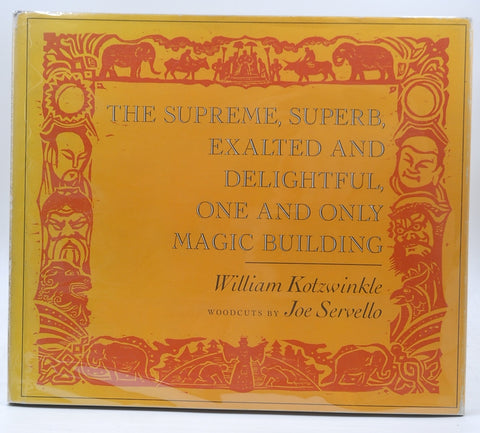 THE SUPREME, SUPERB,
EXALTED AND
DELIGHTFUL,
ONE AND ONLY
MAGIC BUILDING
William Kotzwinkle
WOODCUTS BY Joe Servello